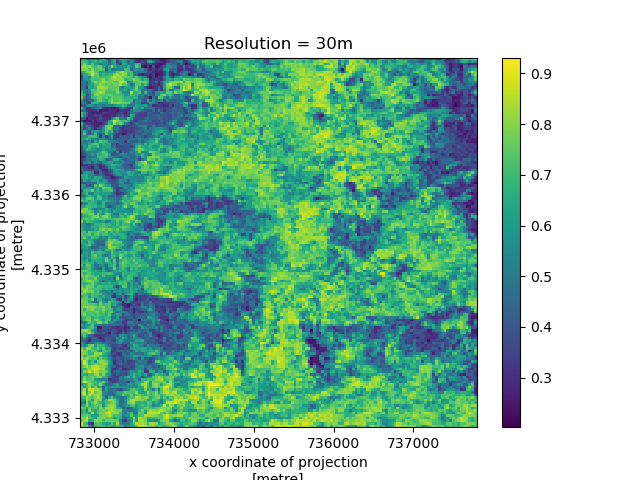 Resolution = 30m
1e6
4.337
4.336
4.335
4.334
4.333
733000 734000 735000 736000 737000
x coordinate of projection
[metre]
y coordinate of projection
[metre]
0.9
0.8
0.7
0.6
0.5
0.4
0.3